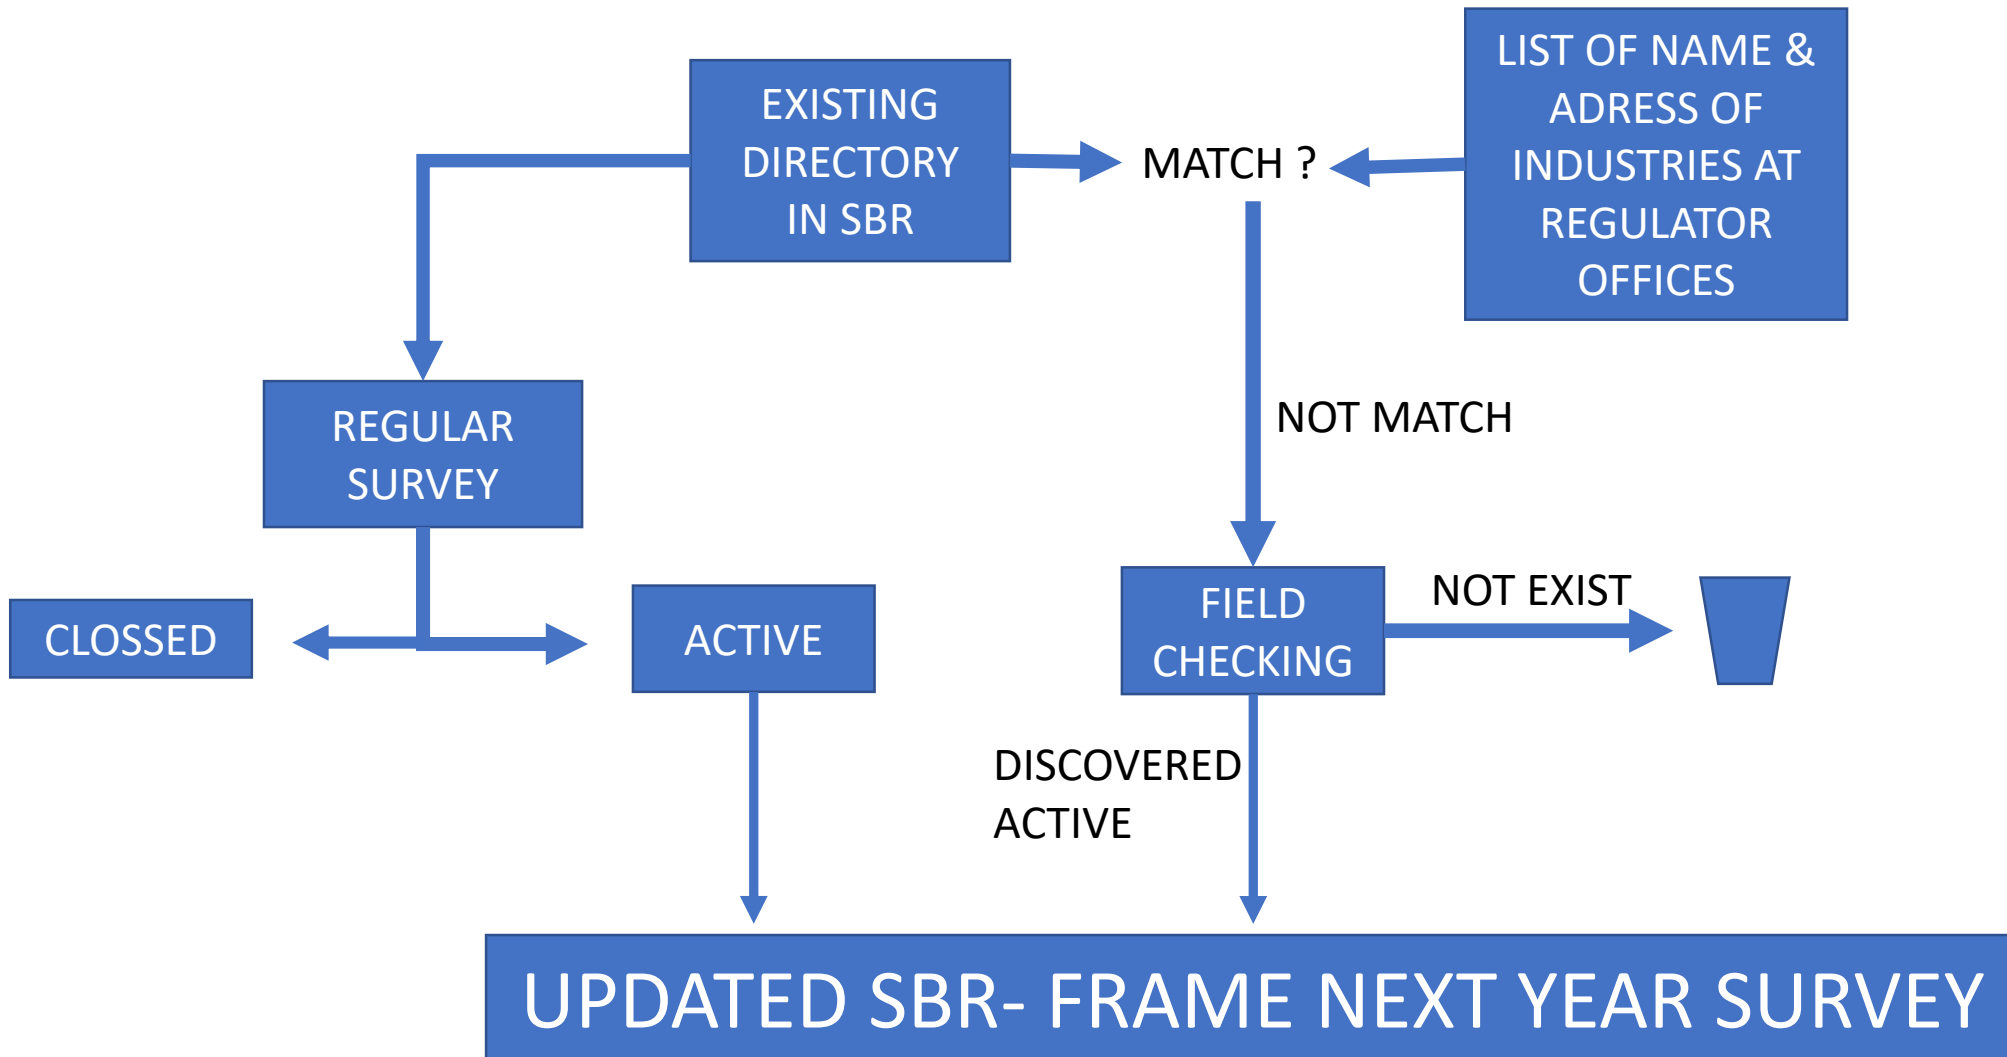 EXISTING
DIRECTORY
IN SBR
MATCH ?
LIST OF NAME &
ADRESS OF
INDUSTRIES AT
REGULATOR
OFFICES
REGULAR
SURVEY
NOT MATCH
CLOSSED
ACTIVE
FIELD
CHECKING
NOT EXIST
DISCOVERED
ACTIVE
UPDATED SBR- FRAME NEXT YEAR SURVEY